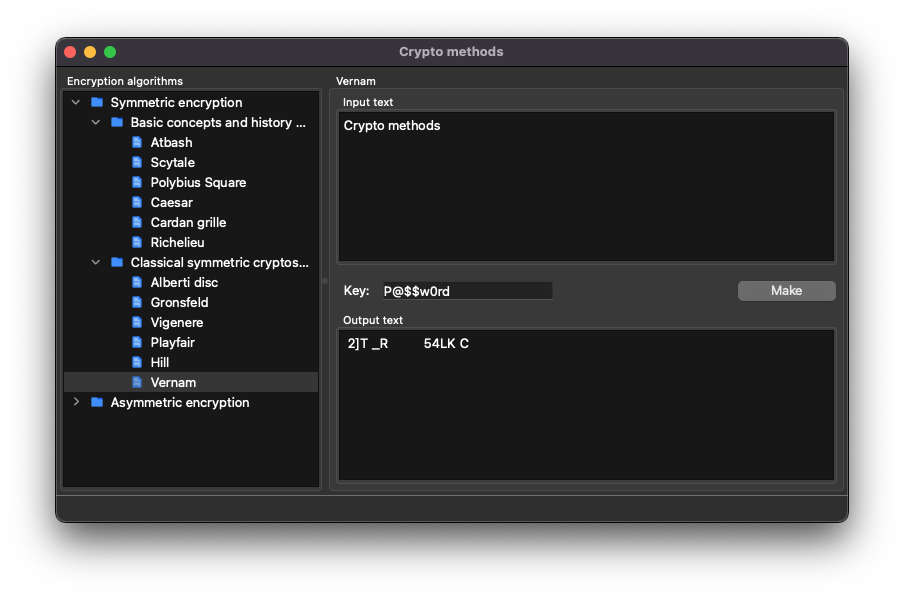 Crypto methods
Encryption algorithms
Symmetric encryption
Basic concepts and history ...
Atbash
Scytale
Polybius Square
Caesar
Cardan grille
Richelieu
Classical symmetric cryptos...
Alberti disc
Gronsfeld
Vigenere
Playfair
Hill
Vernam
Asymmetric encryption
Vernam
Input text
Crypto methods
Key: P@$$w0rd
Make
Output text
2]T _R 54LK C